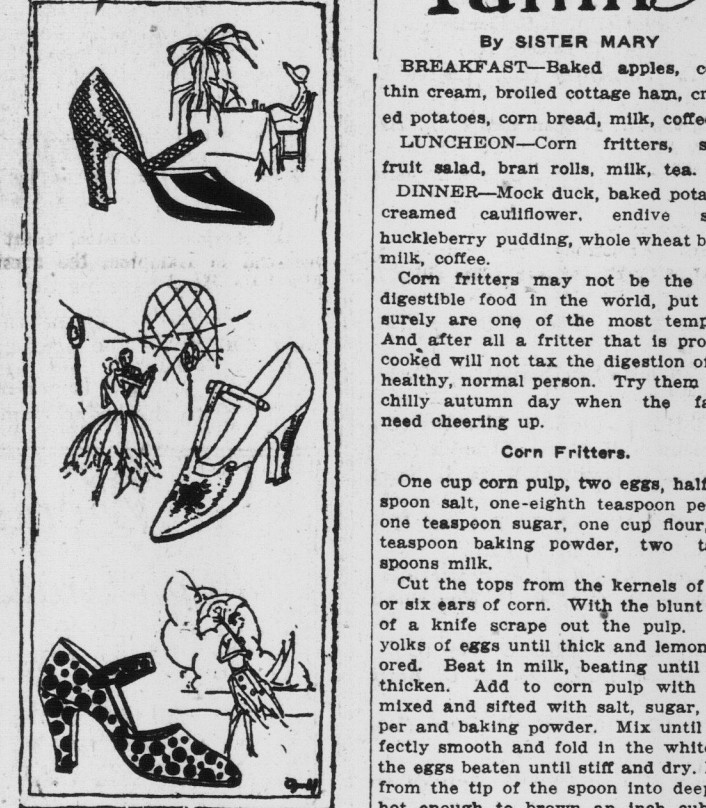 By SISTER MARY
BREAKFAST—Baked apples,
thin cream, broiled cottage ham,
ed potatoes, corn bread, milk, coffee
LUNCHEON—Corn fritters,
fruit salad, bran rolls, milk, tea.
DINNER—Mock duck, baked
creamed cauliflower. endive
huckleberry pudding, whole wheat
milk, coffee.
Corn fritters may not be the
digestible food in the world, but
surely are one of the most
And after all a fritter that is
cooked will not tax the digestion
healthy, normal person. Try them
chilly autumn day when the
need cheering up.
Corn Fritters.
One cup corn pulp, two eggs, half
spoon salt, one-eighth teaspoon
one teaspoon sugar, one cup flour,
teaspoon baking powder, two
spoons milk.
Cut the tops from the kernels of
or six ears of corn. With the blunt
of a knife scrape out the pulp.
yolks of eggs until thick and lemon
ored. Beat in milk, beating until
thicken. Add to corn pulp with
mixed and sifted with salt, sugar,
per and baking powder. Mix until
fectly smooth and fold in the
the eggs beaten until stiff and dry.
from the tip of the spoon into deep
hot enough to brown an inch
9-4